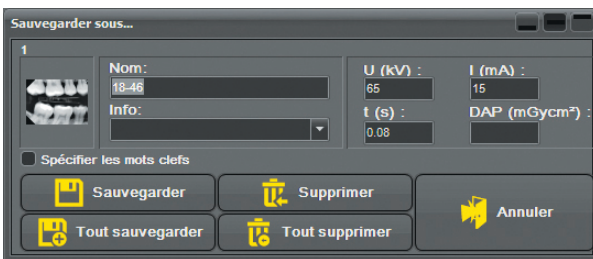 Sauvegarder sous...
1
Nom:
18-46
Info:
U (kV) :
65
I (mA) :
15
t (s) :
0.08
DAP (mGycm²) :
Spécifier les mots clefs
Sauvegarder
Supprimer
Annuler
Tout sauvegarder
Tout supprimer